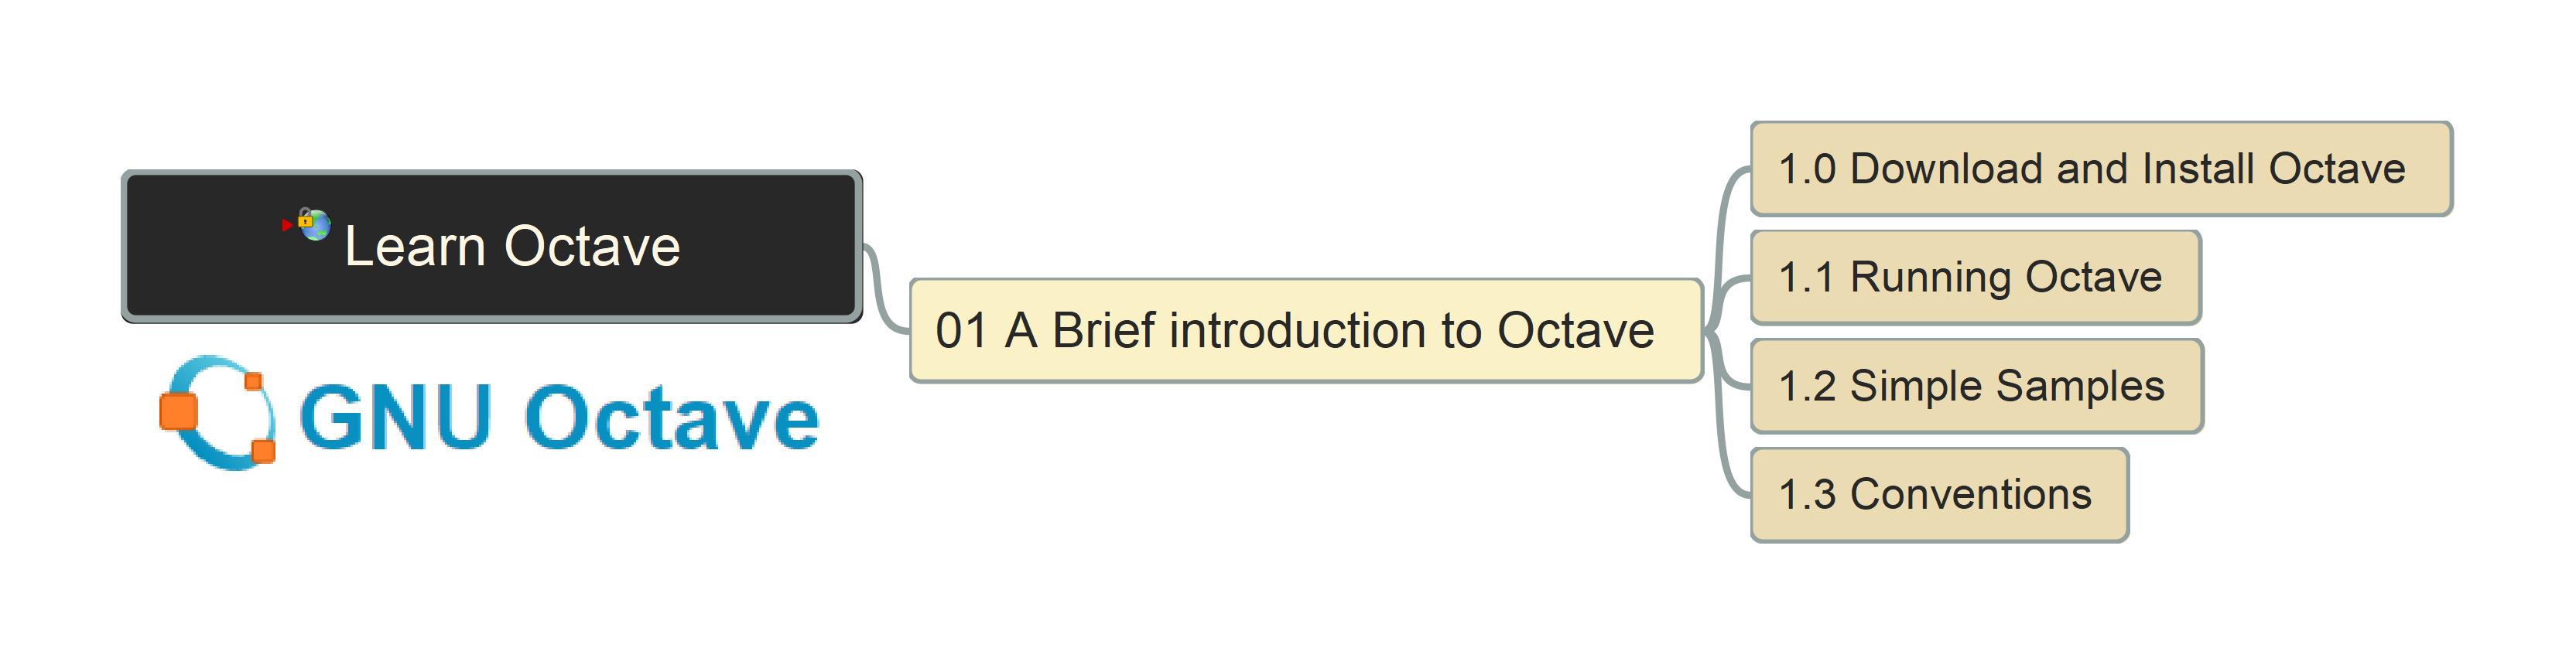 Learn Octave
GNU Octave
01 A Brief introduction to Octave
1.0 Download and Install Octave
1.1 Running Octave
1.2 Simple Samples
1.3 Conventions